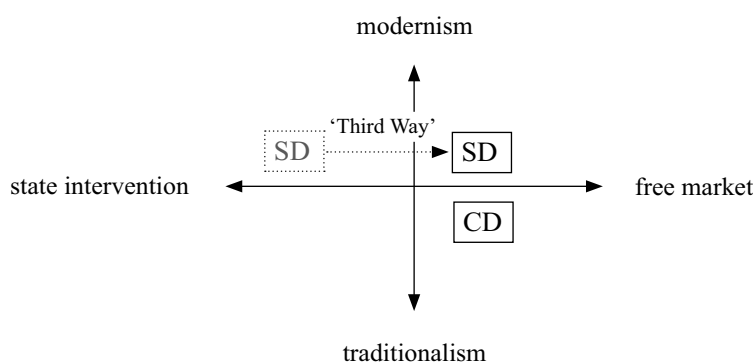 modernism
‘Third Way’
SD
SD
state intervention
free market
CD
traditionalism